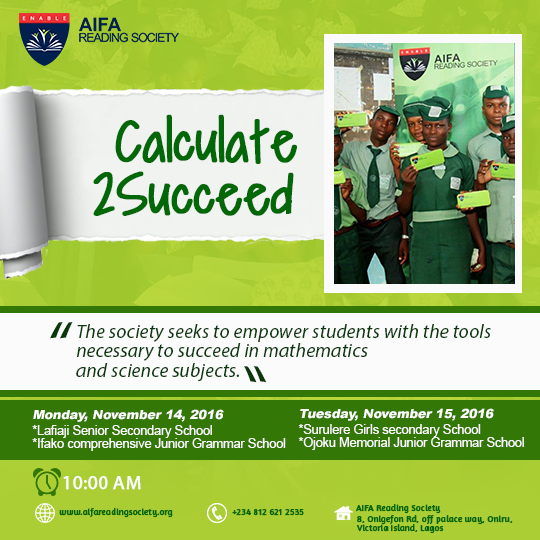 ENABLE
AIFA
READING SOCIETY
ENABLE
AIFA
READING SOCIETY
Calculate
2Succeed
The society seeks to empower students with the tools
necessary to succeed in mathematics
and science subjects.
Monday, November 14, 2016
*Lafiaji Senior Secondary School
*Ifako comprehensive Junior Grammar School
Tuesday, November 15, 2016
*Surulere Girls secondary School
*Ojoku Memorial Junior Grammar School
10:00 AM
www.aifareadingsociety.org
+234 812 621 2535
AIFA Reading Society
8, Onigefon Rd, off palace way, Oniru,
Victoria Island, Lagos